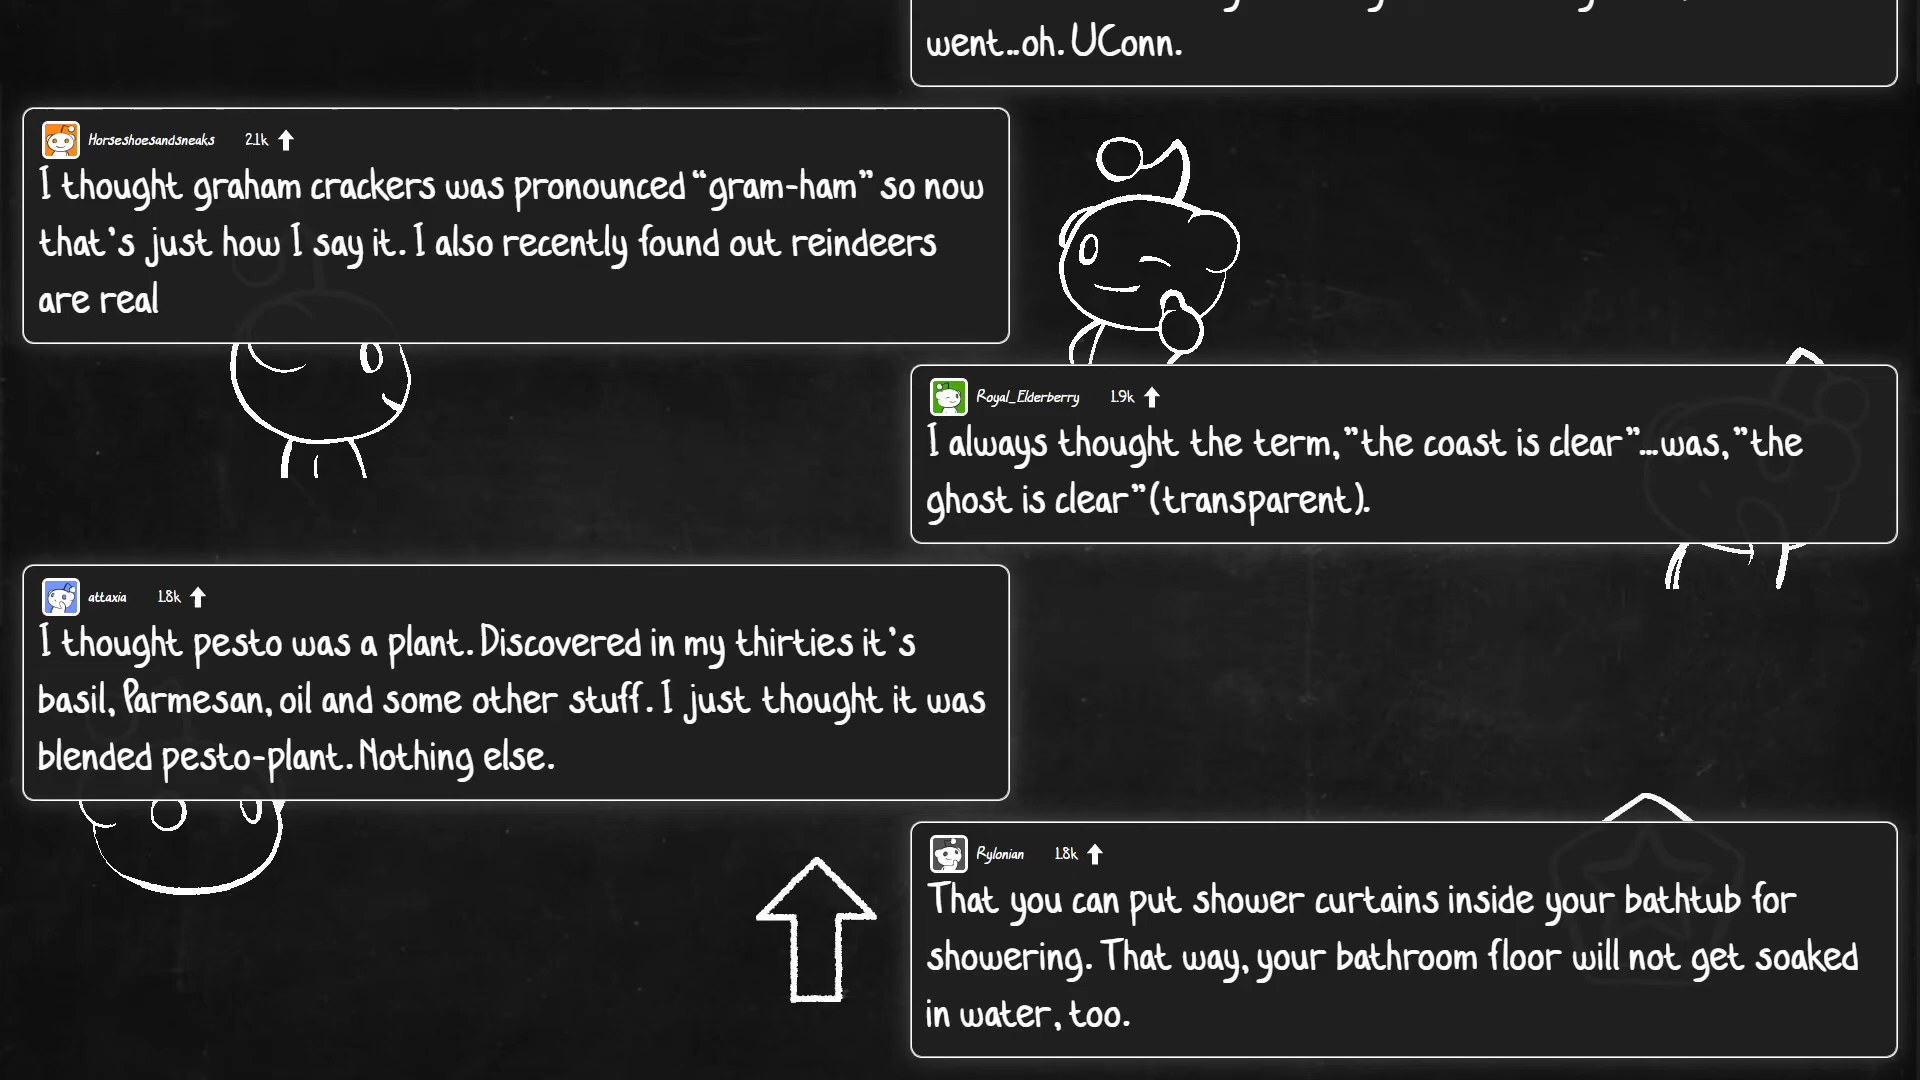 went..oh. UConn.
Horseshoesandsneaks 2.1k
I thought graham crackers was pronounced “gram-ham” so now
that’s just how I say it. I also recently found out reindeers
are real
Royal_Elderberry 1.9k
I always thought the term,”the coast is clear”...was,”the
ghost is clear”(transparent).
attaxia 1.8k
I thought pesto was a plant. Discovered in my thirties it’s
basil, Parmesan, oil and some other stuff. I just thought it was
blended pesto-plant. Nothing else.
Rylonian 1.8k
That you can put shower curtains inside your bathtub for
showering. That way, your bathroom floor will not get soaked
in water, too.